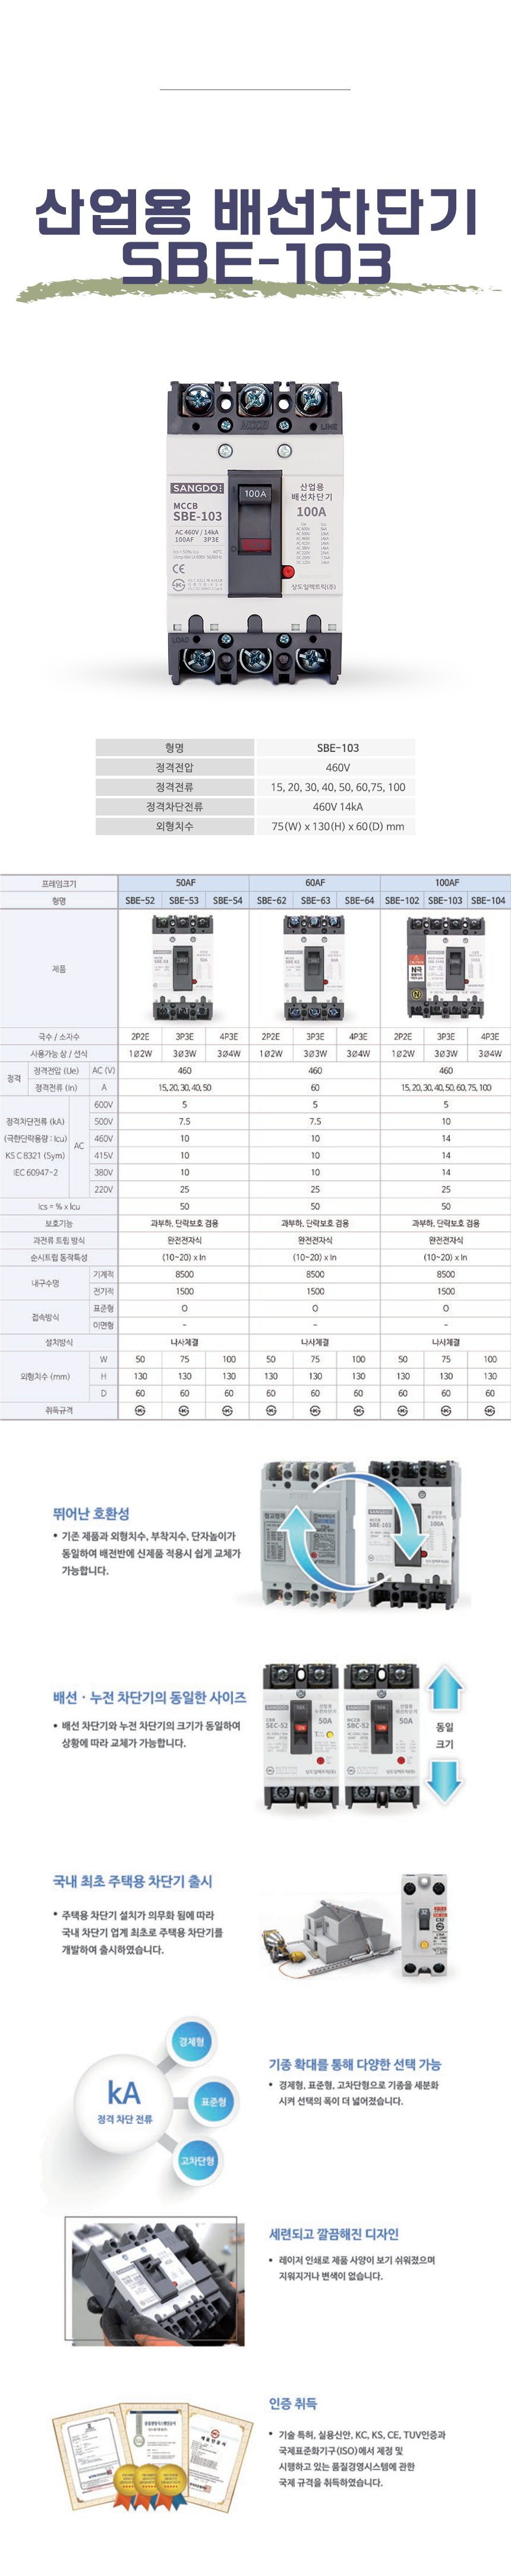 산업용 배선차단기
SBE-103
MCCB
LINE
SANGDO
100A
산업용
배선차단기
MCCB
SBE-103
100A
AC 460V / 14kA
100AF 3P3E
CE
상도일렉트릭(주)
LOAD
형명 SBE-103
정격전압 460V
정격전류 15, 20, 30, 40, 50, 60,75, 100
정격차단전류 460V 14kA
외형치수 75(W) x 130(H) x 60(D) mm
프레임크기 50AF 60AF 100AF
형명 SBE-52 SBE-53 SBE-54 SBE-62 SBE-63 SBE-64 SBE-102 SBE-103 SBE-104
제품
N극
극수 / 소자수 2P2E 3P3E 4P3E 2P2E 3P3E 4P3E 2P2E 3P3E 4P3E
사용가능 상 / 선식 1Ø2W 3Ø3W 3Ø4W 1Ø2W 3Ø3W 3Ø4W 1Ø2W 3Ø3W 3Ø4W
정격 정격전압 (Ue) AC (V) 460 460 460
정격전류 (In) A 15, 20, 30, 40, 50 60 15, 20, 30, 40, 50, 60, 75, 100
정격차단전류 (kA)
(극한단락용량 : Icu)
KS C 8321 (Sym)
IEC 60947-2
AC
600V 5 5 5
500V 7.5 7.5 10
460V 10 10 14
415V 10 10 14
380V 10 10 14
220V 25 25 25
Ics = % x Icu 50 50 50
보호기능 과부하, 단락보호 겸용 과부하, 단락보호 겸용 과부하, 단락보호 겸용
과전류 트립 방식 완전전자식 완전전자식 완전전자식
순시트립 동작특성 (10~20) x In (10~20) x In (10~20) x In
내구수명 기계적 8500 8500 8500
전기적 1500 1500 1500
접속방식 표준형 O O O
이면형 - - -
설치방식 나사체결 나사체결 나사체결
외형치수 (mm) W 50 75 100 50 75 100 50 75 100
H 130 130 130 130 130 130 130 130 130
D 60 60 60 60 60 60 60 60 60
취득규격
뛰어난 호환성
• 기존 제품과 외형치수, 부착지수, 단자높이가
동일하여 배전반에 신제품 적용시 쉽게 교체가
가능합니다.
SANGDO
SBE-103
100A
배선 · 누전 차단기의 동일한 사이즈
• 배선 차단기와 누전 차단기의 크기가 동일하여
상황에 따라 교체가 가능합니다.
SEC-52
50A
SBC-52
50A
동일
크기
국내 최초 주택용 차단기 출시
• 주택용 차단기 설치가 의무화 됨에 따라
국내 차단기 업계 최초로 주택용 차단기를
개발하여 출시하였습니다.
C32
경제형
kA
정격 차단 전류
표준형
고차단형
기종 확대를 통해 다양한 선택 가능
• 경제형, 표준형, 고차단형으로 기종을 세분화
시켜 선택의 폭이 더 넓어졌습니다.
세련되고 깔끔해진 디자인
• 레이저 인쇄로 제품 사양이 보기 쉬워졌으며
지워지거나 변색이 없습니다.
인증 취득
• 기술 특허, 실용신안, KC, KS, CE, TUV인증과
국제표준화기구(ISO)에서 제정 및
시행하고 있는 품질경영시스템에 관한
국제 규격을 취득하였습니다.